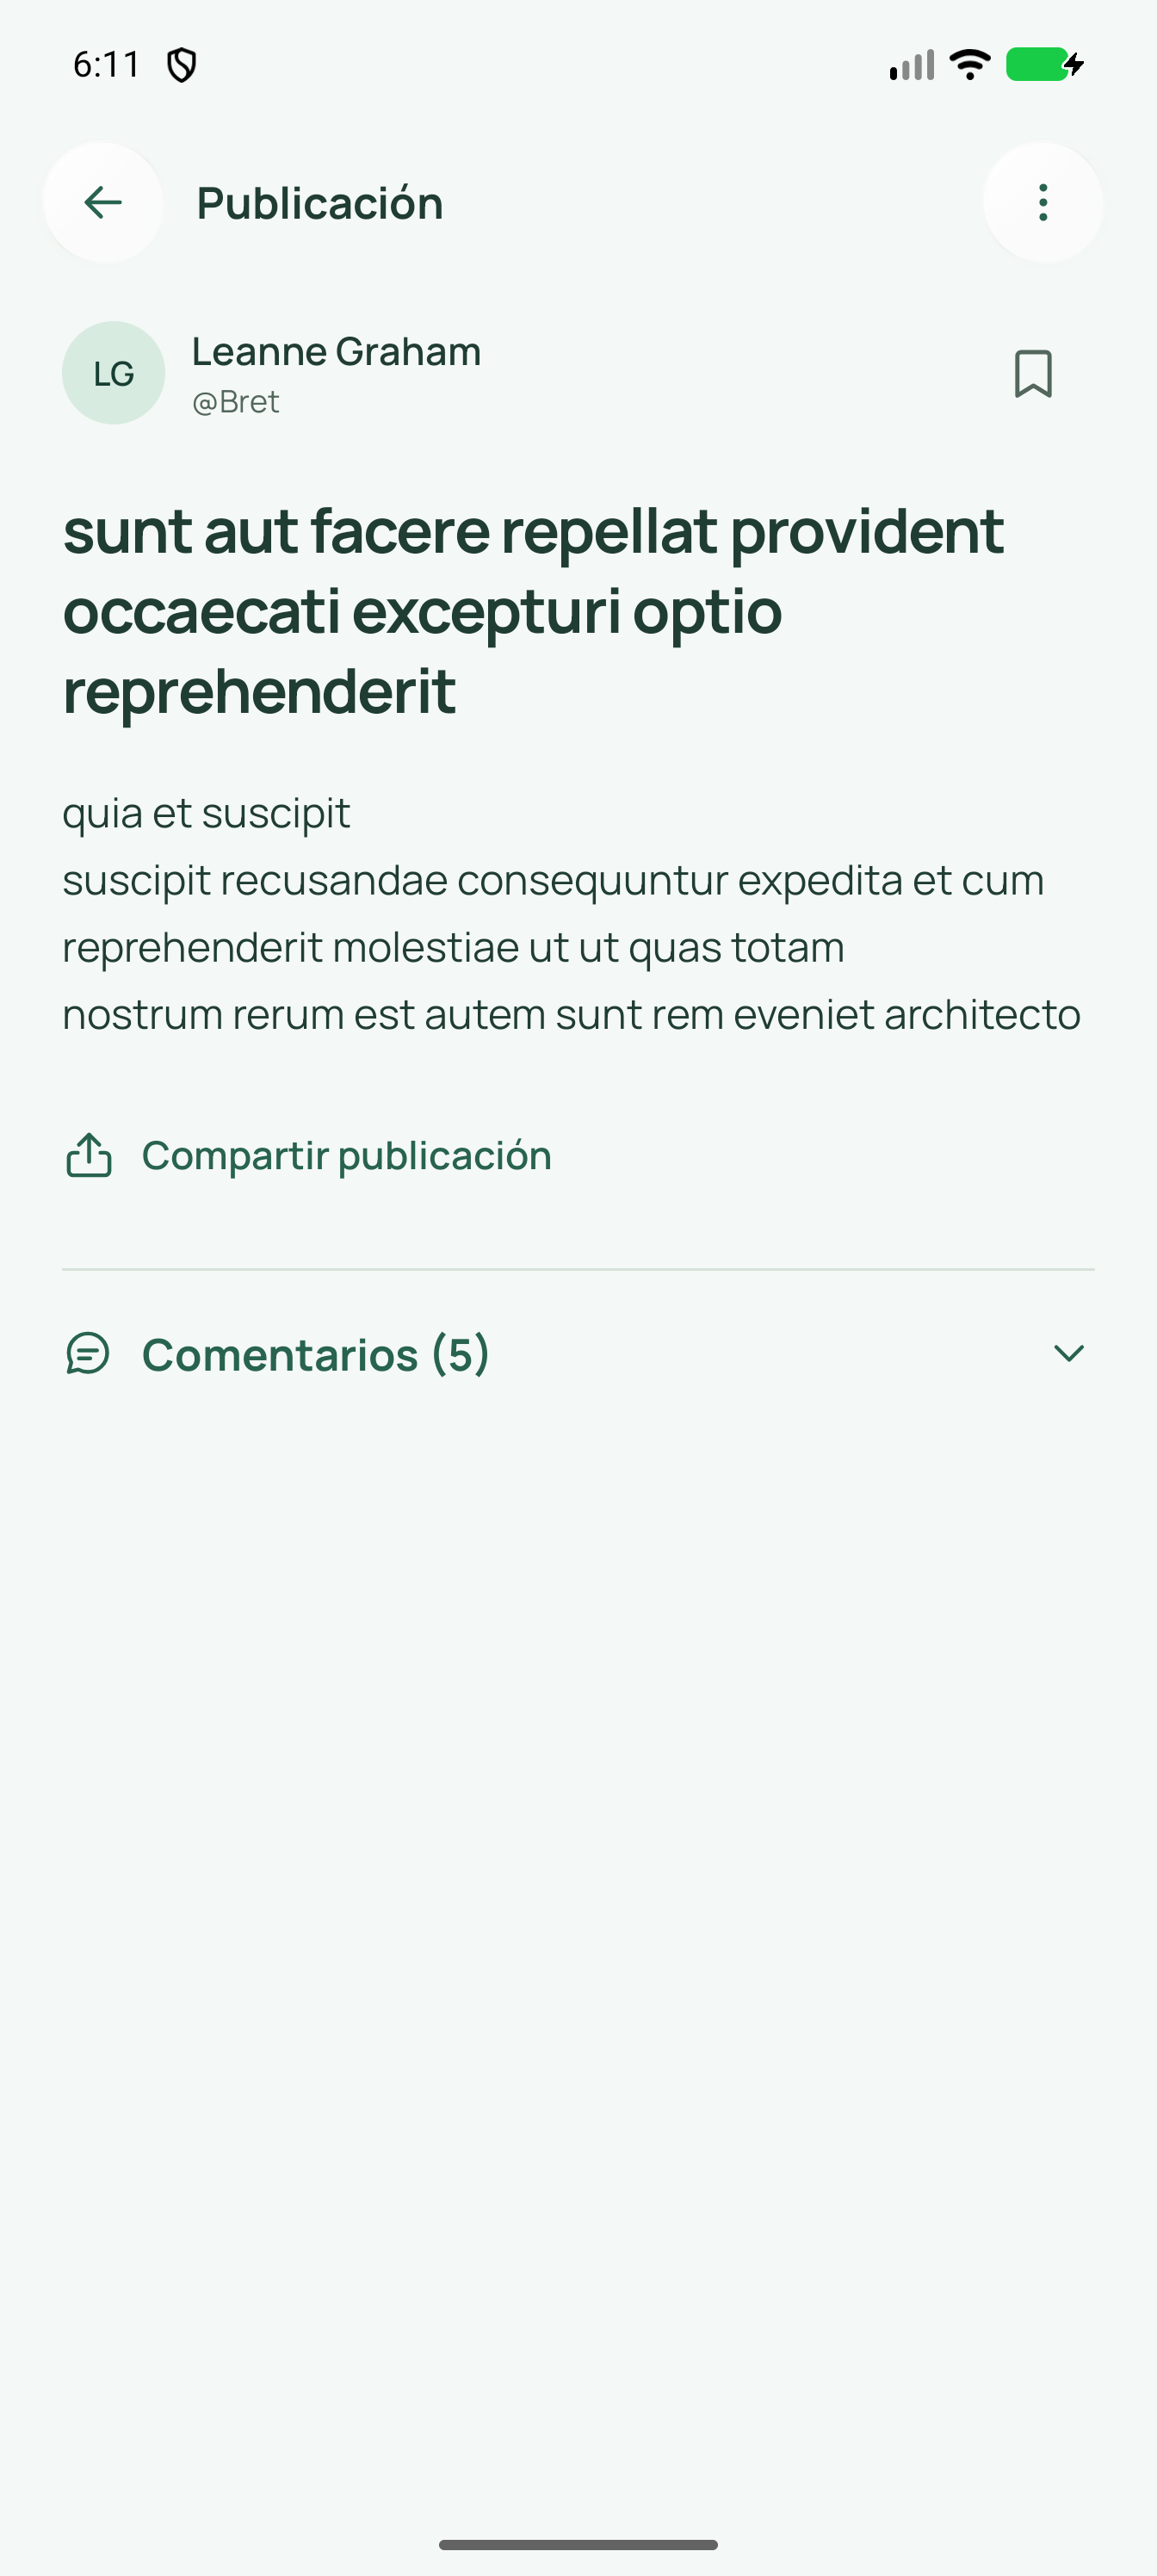 6:11
Publicación
LG
Leanne Graham
@Bret
sunt aut facere repellat provident
occaecati excepturi optio
reprehenderit
quia et suscipit
suscipit recusandae consequuntur expedita et cum
reprehenderit molestiae ut ut quas totam
nostrum rerum est autem sunt rem eveniet architecto
Compartir publicación
Comentarios (5)